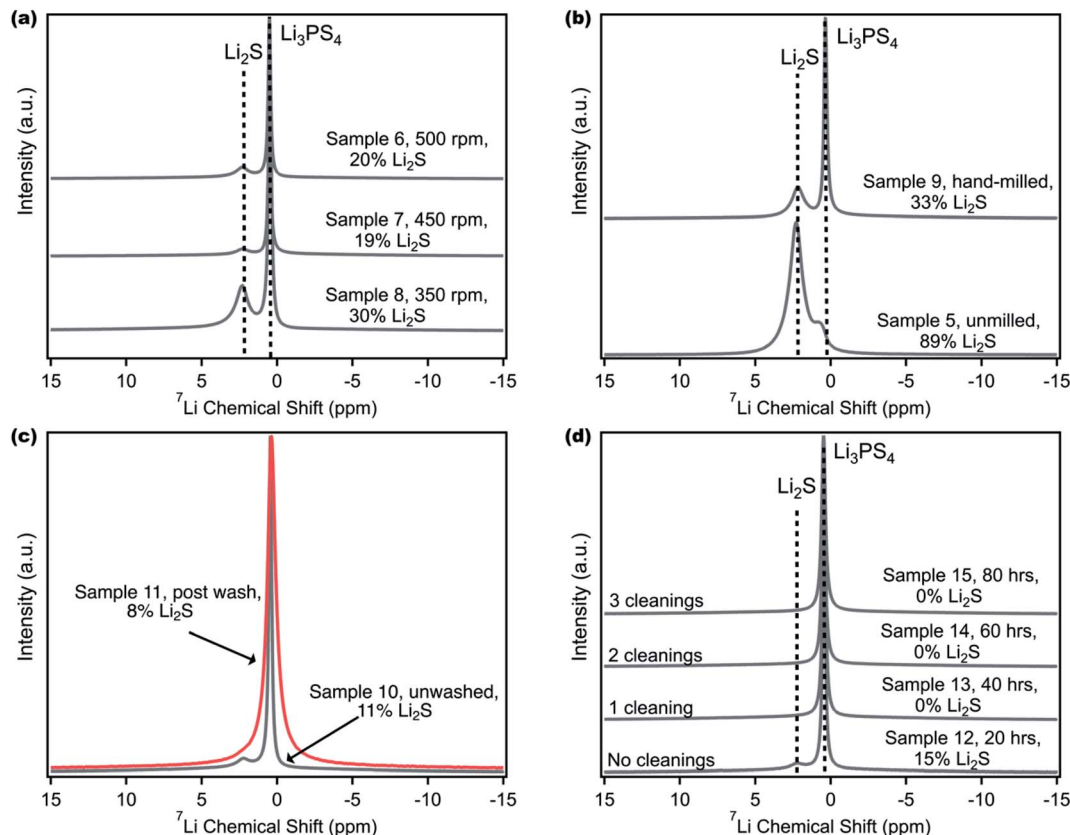 (a)
Li₂S
Li₃PS₄
Sample 6, 500 rpm,
20% Li₂S
Sample 7, 450 rpm,
19% Li₂S
Sample 8, 350 rpm,
30% Li₂S
Intensity (a.u.)
15 10 5 0 -5 -10 -15
⁷Li Chemical Shift (ppm)
(b)
Li₂S
Li₃PS₄
Sample 9, hand-milled,
33% Li₂S
Sample 5, unmilled,
89% Li₂S
Intensity (a.u.)
15 10 5 0 -5 -10 -15
⁷Li Chemical Shift (ppm)
(c)
Sample 11, post wash,
8% Li₂S
Sample 10, unwashed,
11% Li₂S
Intensity (a.u.)
15 10 5 0 -5 -10 -15
⁷Li Chemical Shift (ppm)
(d)
Li₂S
Li₃PS₄
3 cleanings
Sample 15, 80 hrs,
0% Li₂S
2 cleanings
Sample 14, 60 hrs,
0% Li₂S
1 cleaning
Sample 13, 40 hrs,
0% Li₂S
No cleanings
Sample 12, 20 hrs,
15% Li₂S
Intensity (a.u.)
15 10 5 0 -5 -10 -15
⁷Li Chemical Shift (ppm)